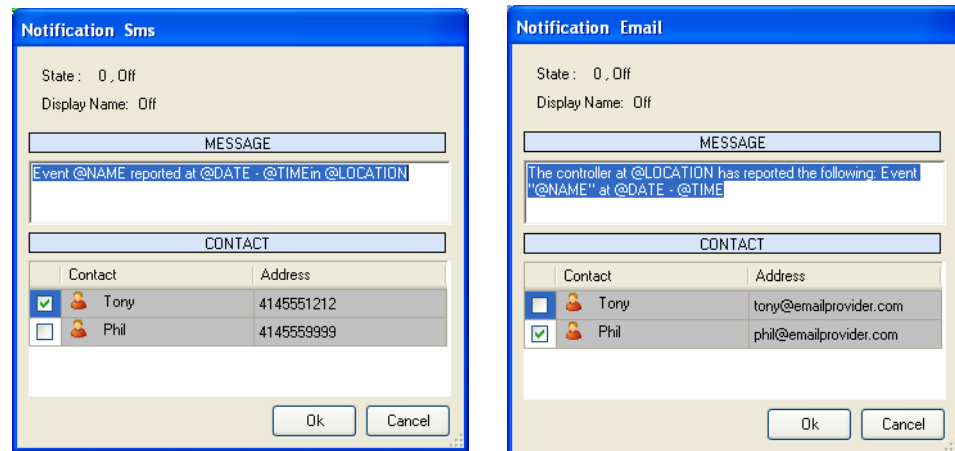 Notification Sms
State : 0 , Off
Display Name: Off
MESSAGE
Event @NAME reported at @DATE - @TIMEin @LOCATION
CONTACT
Contact Address
Tony 4145551212
Phil 4145559999
Ok Cancel
Notification Email
State : 0 , Off
Display Name: Off
MESSAGE
The controller at @LOCATION has reported the following: Event
"@NAME" at @DATE - @TIME
CONTACT
Contact Address
Tony tony@emailprovider.com
Phil phil@emailprovider.com
Ok Cancel